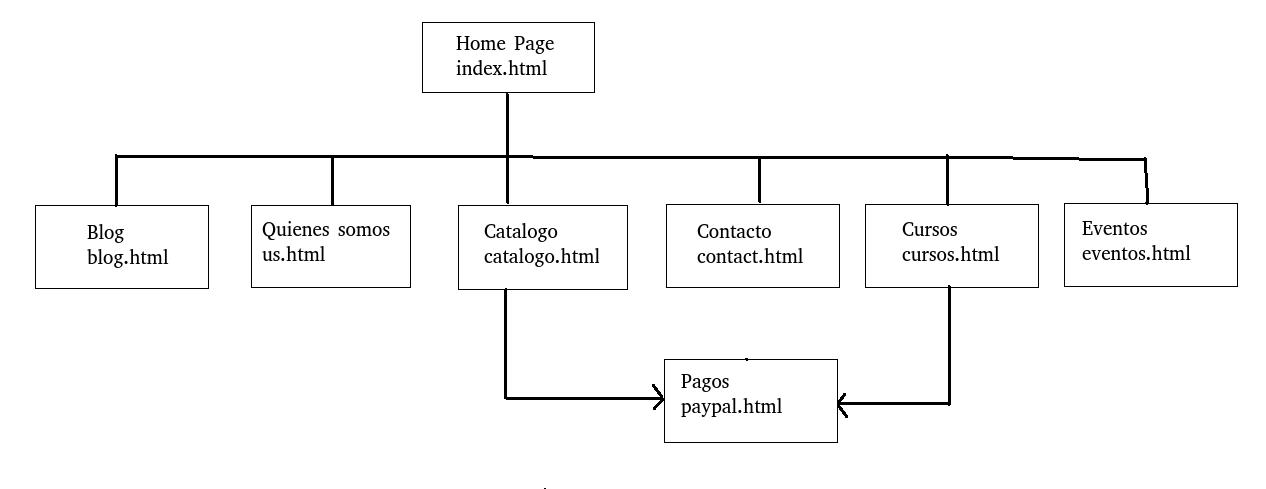 Home Page
index.html
Blog
blog.html
Quienes somos
us.html
Catalogo
catalogo.html
Contacto
contact.html
Cursos
cursos.html
Eventos
eventos.html
Pagos
paypal.html